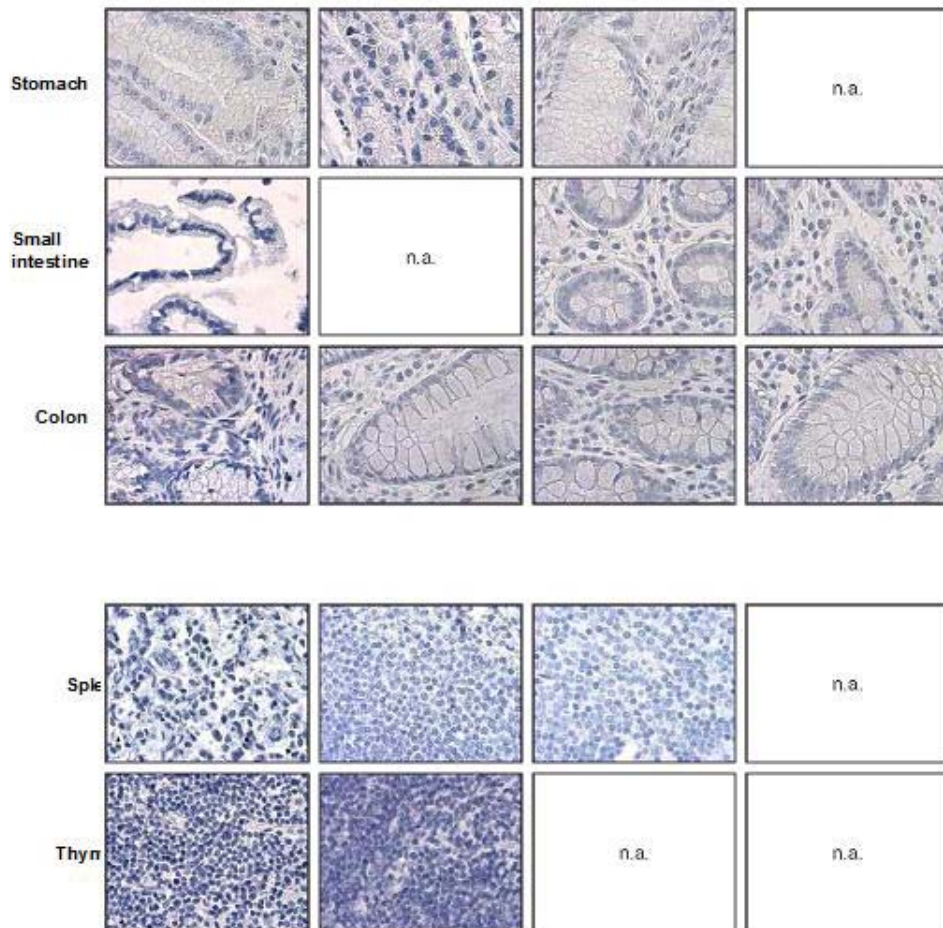 Stomach
n.a.
Small
intestine
n.a.
Colon
Sple
n.a.
Thym
n.a.
n.a.